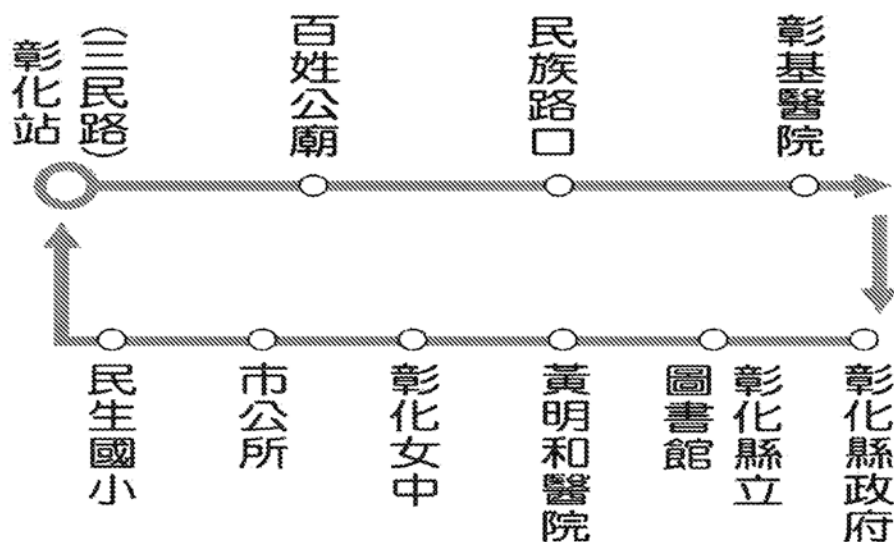 彰化站
(三民路)
百姓公廟
民族路口
彰基醫院
彰化縣政府
彰化縣立
圖書館
黃明和醫院
彰化女中
市公所
民生國小